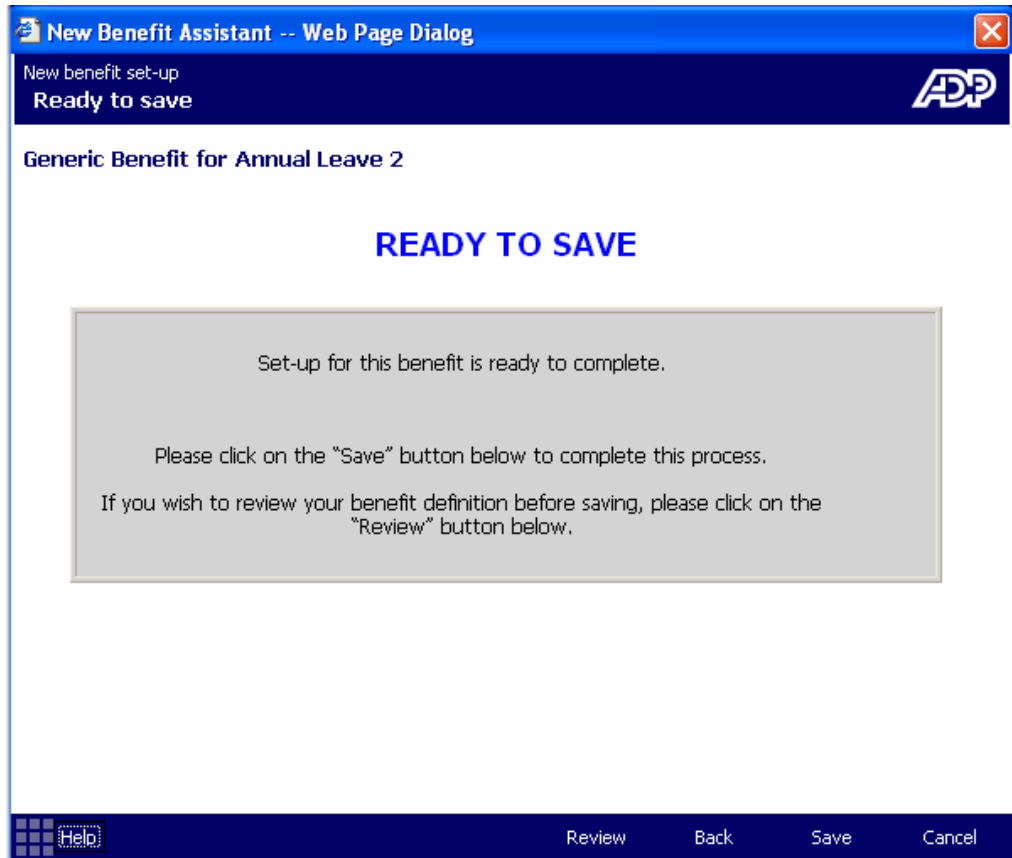 New Benefit Assistant -- Web Page Dialog
New benefit set-up
Ready to save
ADP
Generic Benefit for Annual Leave 2
READY TO SAVE
Set-up for this benefit is ready to complete.
Please click on the “Save” button below to complete this process.
If you wish to review your benefit definition before saving, please click on the
“Review” button below.
Help Review Back Save Cancel